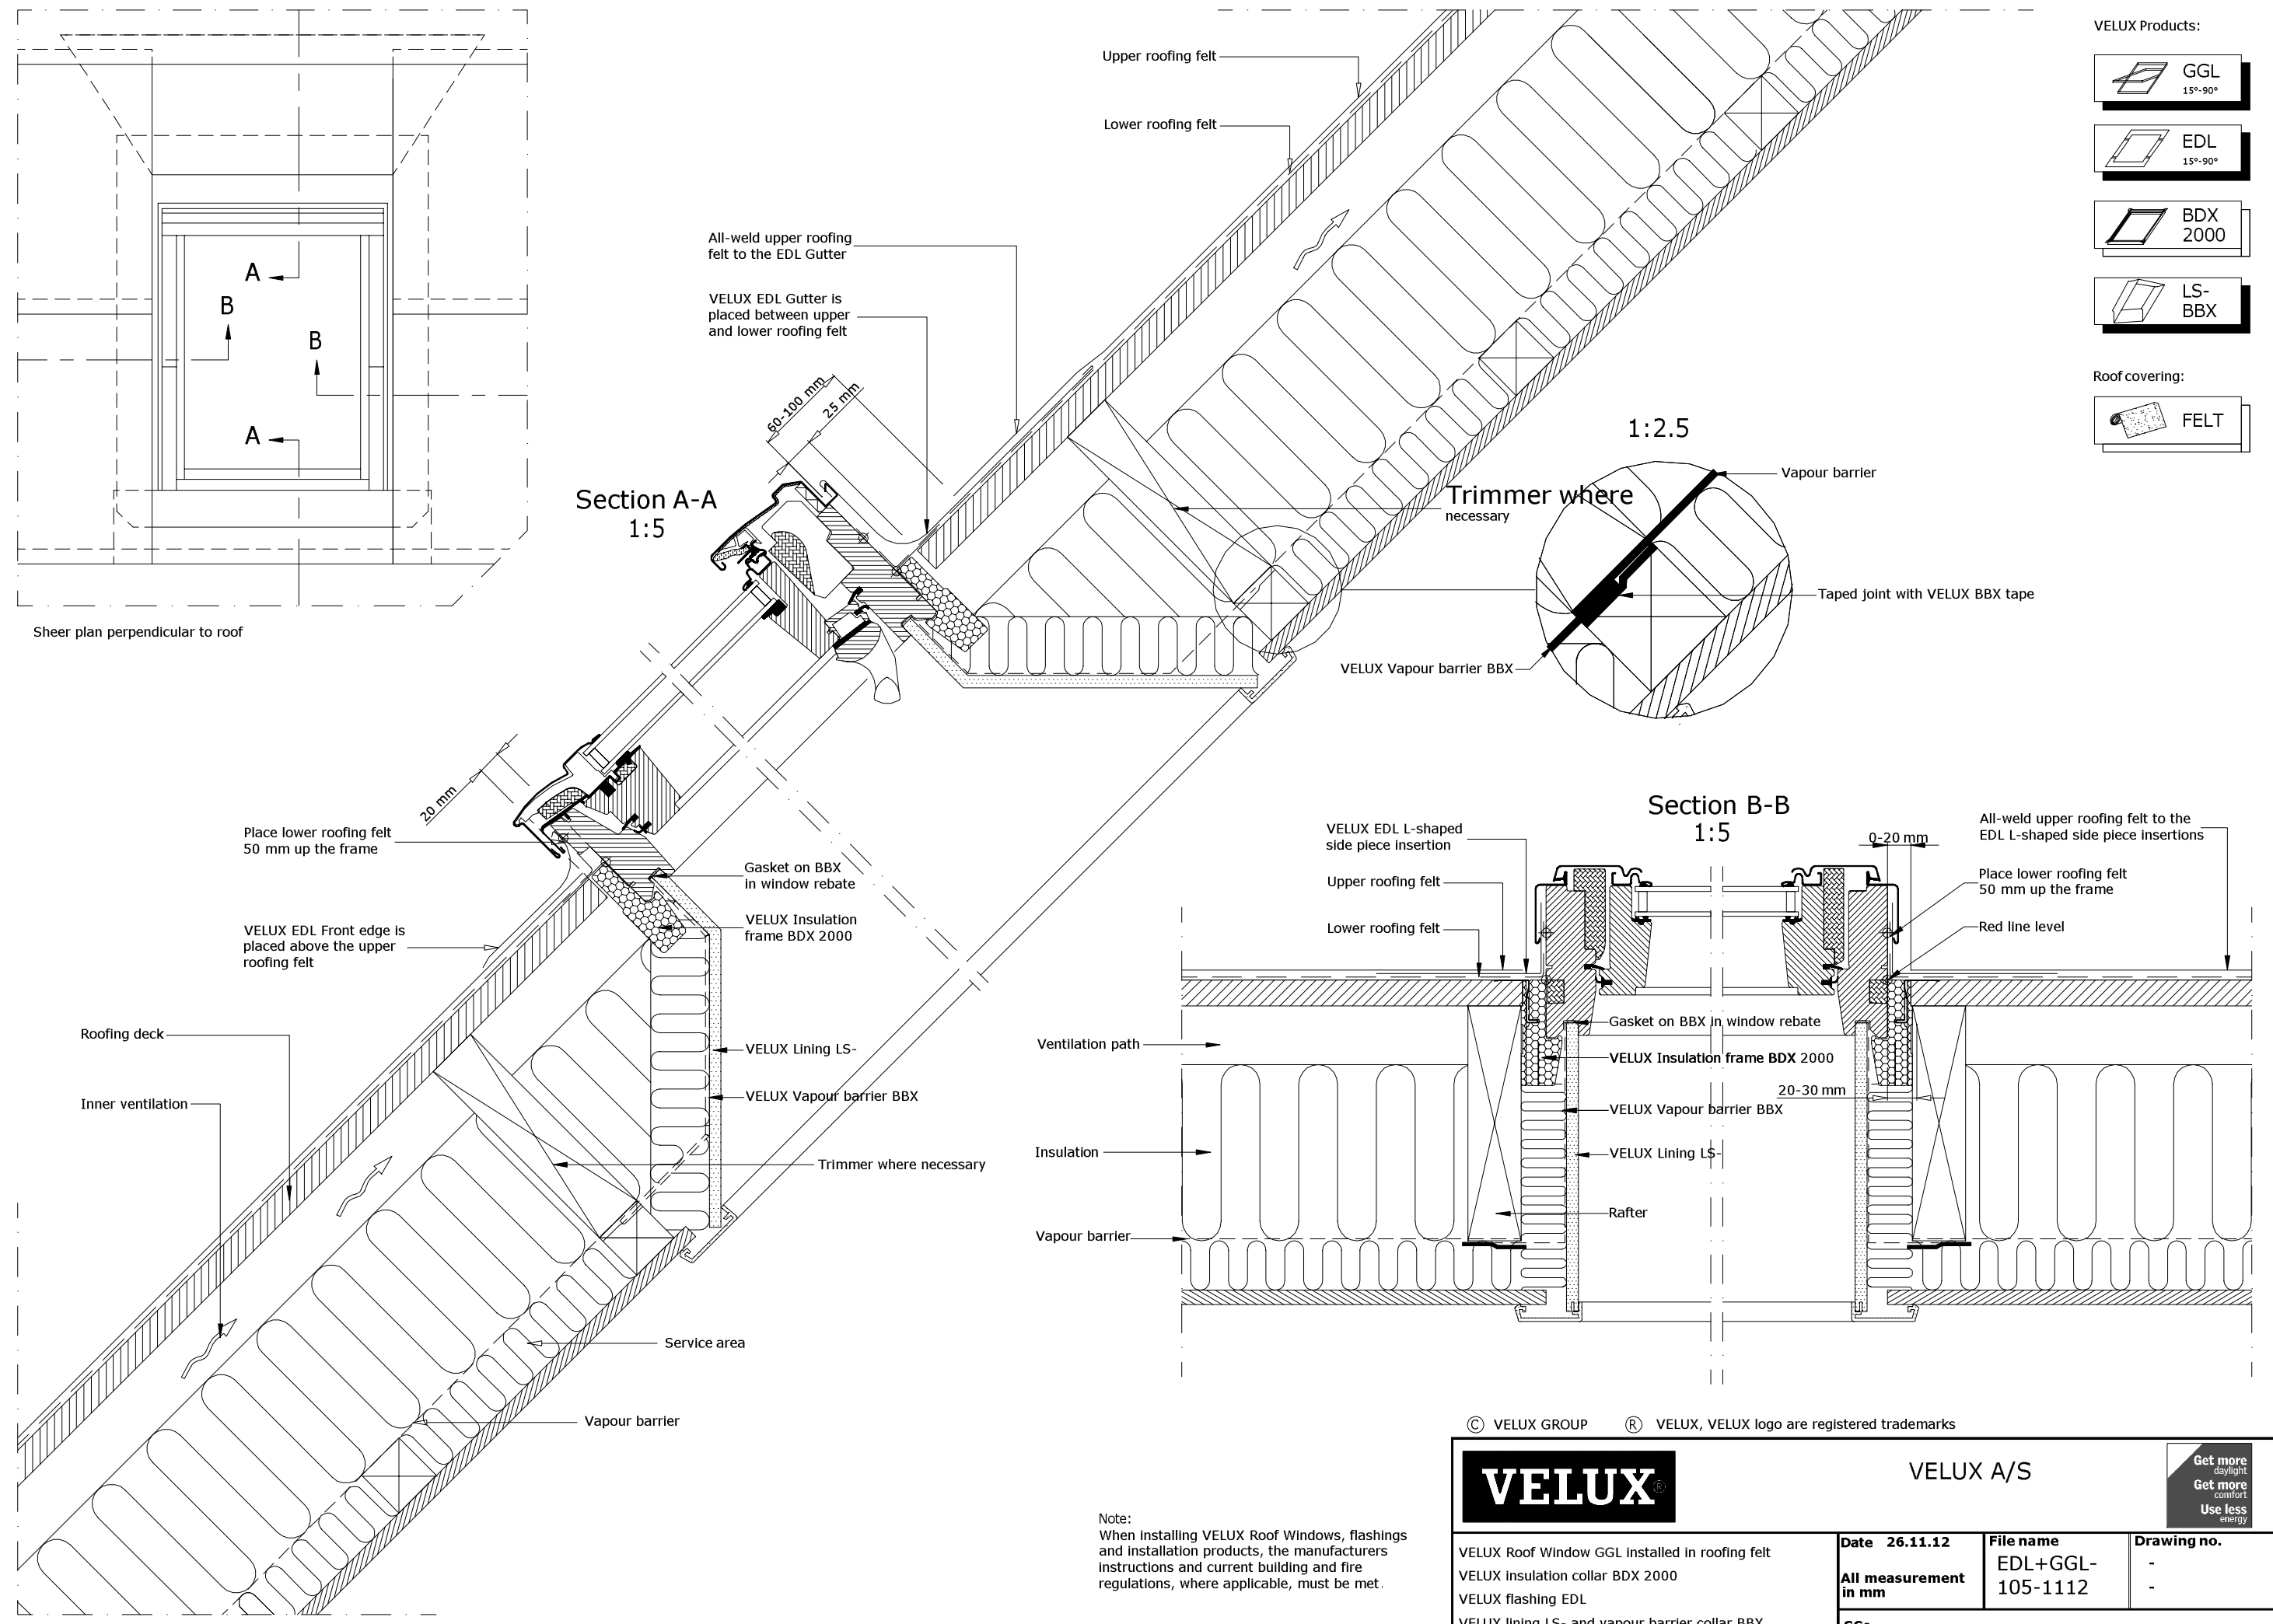 Sheer plan perpendicular to roof
A
B
B
A
Upper roofing felt
Lower roofing felt
All-weld upper roofing
felt to the EDL Gutter
VELUX EDL Gutter is
placed between upper
and lower roofing felt
60-100 mm
25 mm
Section A-A
1:5
Trimmer where
necessary
1:2.5
Vapour barrier
Taped joint with VELUX BBX tape
VELUX Vapour barrier BBX
VELUX Products:
GGL
15°-90°
EDL
15°-90°
BDX
2000
LS-
BBX
Roof covering:
FELT
20 mm
Place lower roofing felt
50 mm up the frame
VELUX EDL Front edge is
placed above the upper
roofing felt
Gasket on BBX
in window rebate
VELUX Insulation
frame BDX 2000
Roofing deck
Inner ventilation
VELUX Lining LS-
VELUX Vapour barrier BBX
Trimmer where necessary
Service area
Vapour barrier
Section B-B
1:5
VELUX EDL L-shaped
side piece insertion
Upper roofing felt
Lower roofing felt
0-20 mm
All-weld upper roofing felt to the
EDL L-shaped side piece insertions
Place lower roofing felt
50 mm up the frame
Red line level
Gasket on BBX in window rebate
Ventilation path
VELUX Insulation frame BDX 2000
20-30 mm
VELUX Vapour barrier BBX
Insulation
VELUX Lining LS-
Rafter
Vapour barrier
© VELUX GROUP ® VELUX, VELUX logo are registered trademarks
VELUX®
VELUX A/S
Get more
daylight
Get more
comfort
Use less
energy
Note:
When installing VELUX Roof Windows, flashings
and installation products, the manufacturers
instructions and current building and fire
regulations, where applicable, must be met.
VELUX Roof Window GGL installed in roofing felt
VELUX insulation collar BDX 2000
VELUX flashing EDL
VELUX lining LS- and vapour barrier collar BBX
Date 26.11.12
All measurement
in mm
File name
EDL+GGL-
105-1112
Drawing no.
-
-